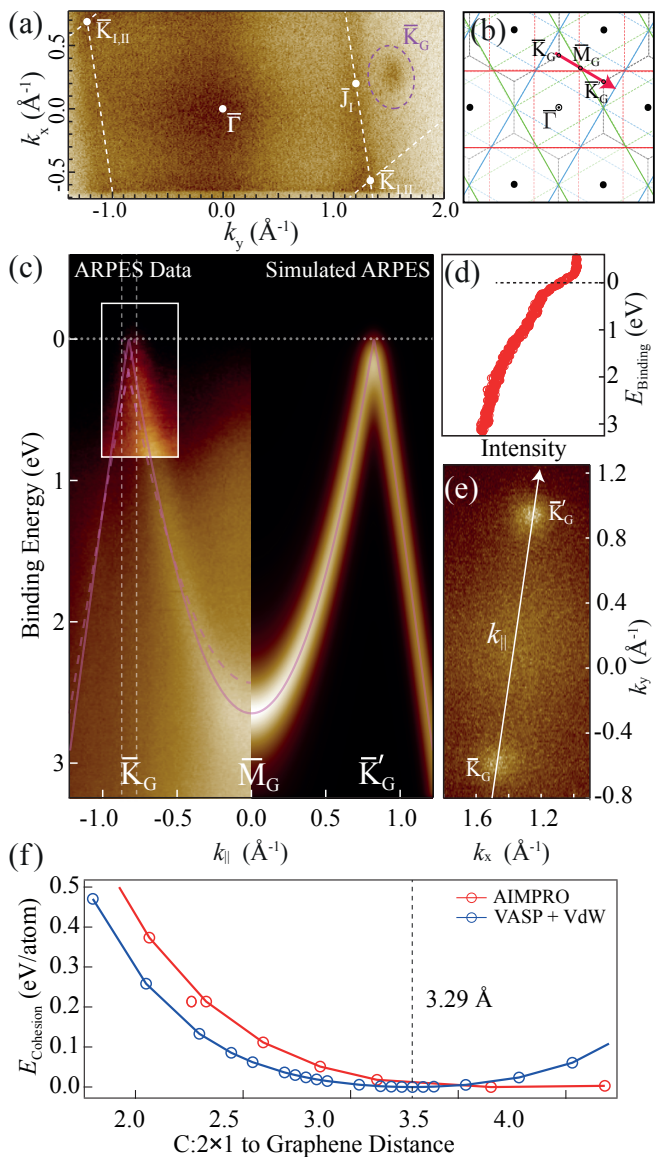 (a)
0.5
0.0
-0.5
kx (Å-1)
K̅I,II
Γ̅
J̅I
K̅G
K̅I,II
-1.0 0.0 1.0 2.0
ky (Å-1)
(b)
K̅G
M̅G
K̅′G
Γ̅
(c)
ARPES Data
Simulated ARPES
0
1
2
3
Binding Energy (eV)
K̅G
M̅G
K̅′G
-1.0 -0.5 0.0 0.5 1.0
k|| (Å-1)
(d)
0
1
2
3
EBinding (eV)
Intensity
(e)
K̅′G
k||
K̅G
1.2
0.4
0.0
-0.4
-0.8
ky (Å-1)
1.6 1.2
kx (Å-1)
(f)
0.5
0.4
0.3
0.2
0.1
0.0
ECohesion (eV/atom)
AIMPRO
VASP + VdW
3.29 Å
2.0 2.5 3.0 3.5 4.0
C:2×1 to Graphene Distance